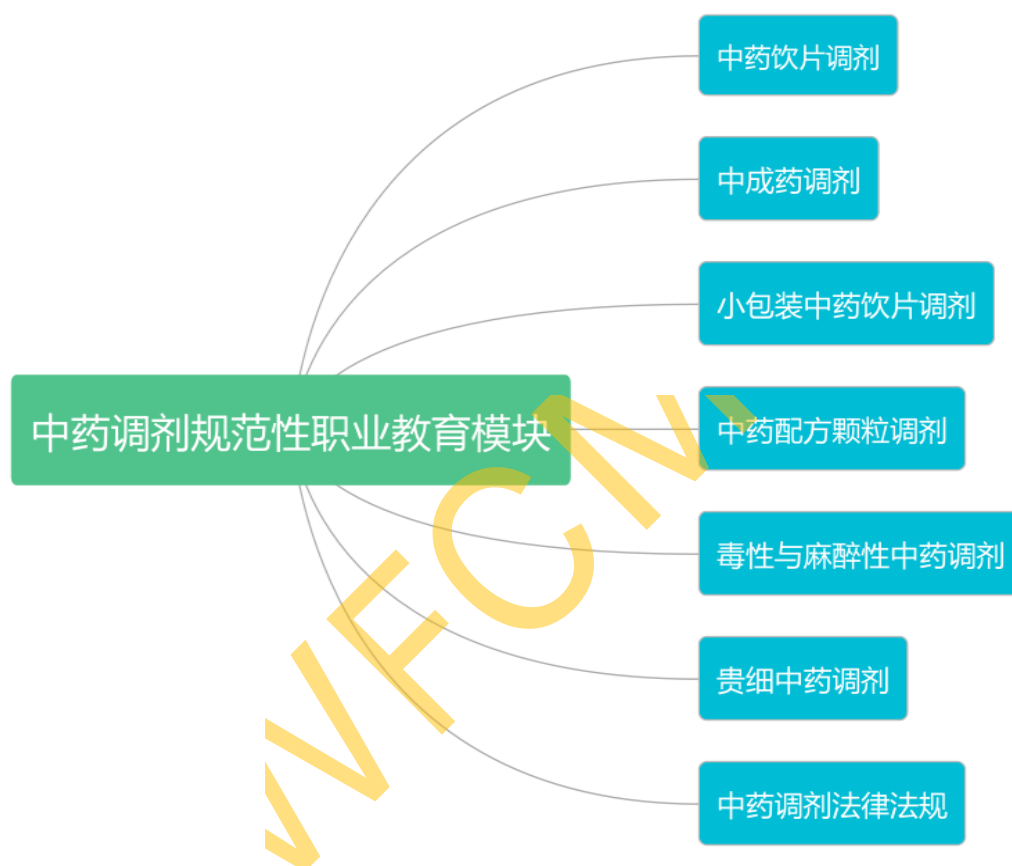 中药饮片调剂
中成药调剂
小包装中药饮片调剂
中药调剂规范性职业教育模块
中药配方颗粒调剂
毒性与麻醉性中药调剂
贵细中药调剂
中药调剂法律法规
WFCM